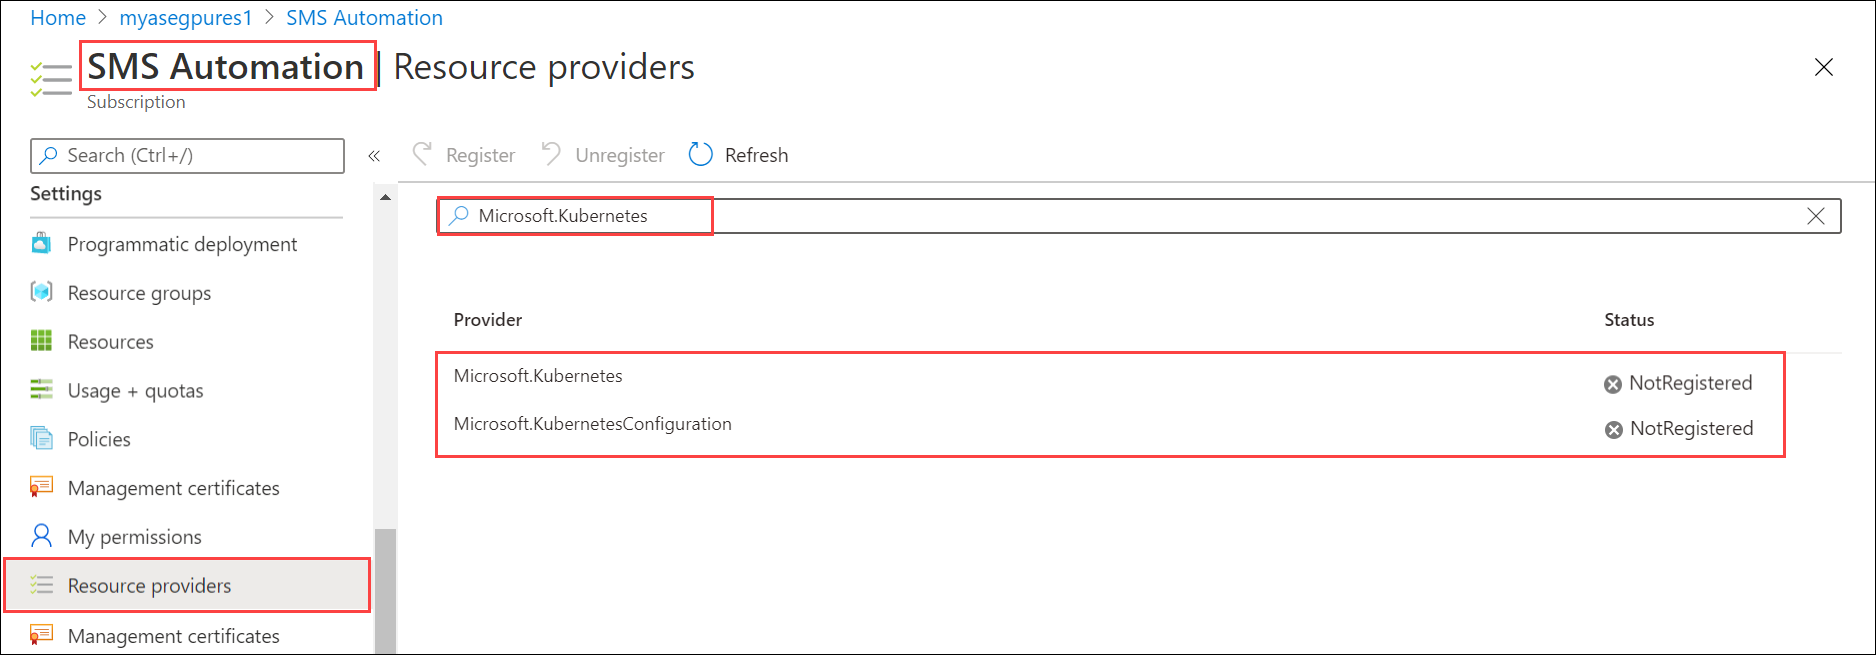 Home > myasegpures1 > SMS Automation
SMS Automation | Resource providers
Subscription
Search (Ctrl+/)
«
Register
Unregister
Refresh
Settings
Microsoft.Kubernetes
Programmatic deployment
Resource groups
Resources
Usage + quotas
Policies
Management certificates
My permissions
Resource providers
Management certificates
Provider Status
Microsoft.Kubernetes NotRegistered
Microsoft.KubernetesConfiguration NotRegistered